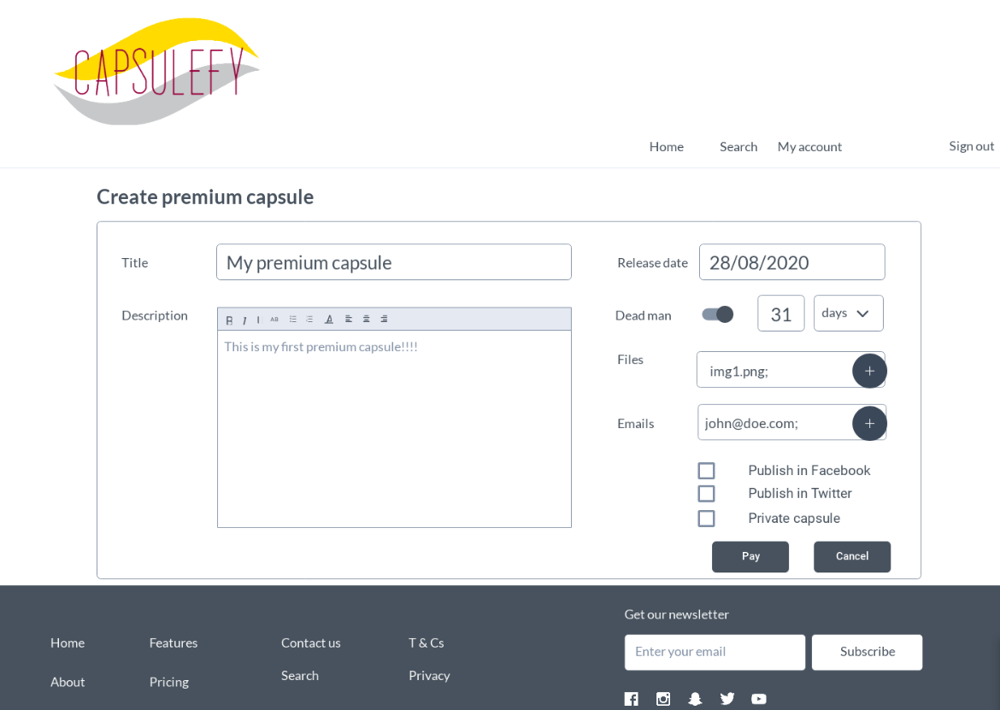 CAPSULEFY
Home Search My account Sign out
Create premium capsule
Title My premium capsule Release date 28/08/2020
Description B I I AB A Dead man 31 days
This is my first premium capsule!!!!
Files img1.png;
Emails john@doe.com;
Publish in Facebook
Publish in Twitter
Private capsule
Pay Cancel
Get our newsletter
Home Features Contact us T & Cs
Enter your email Subscribe
About Pricing Search Privacy